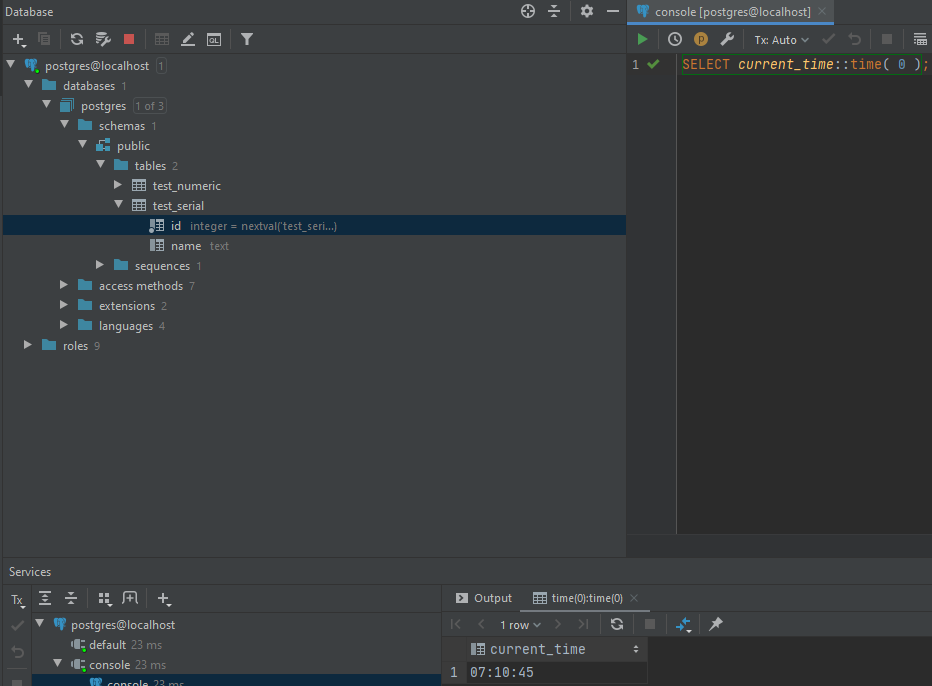 Database
console [postgres@localhost]
Tx: Auto
postgres@localhost 1
1 SELECT current_time::time( 0 );
databases 1
postgres 1 of 3
schemas 1
public
tables 2
test_numeric
test_serial
id integer = nextval('test_seri...)
name text
sequences 1
access methods 7
extensions 2
languages 4
roles 9
Services
Tx
Output
time(0):time(0)
postgres@localhost
1 row
default 23 ms
current_time
console 23 ms
1 07:10:45
console 23 ms